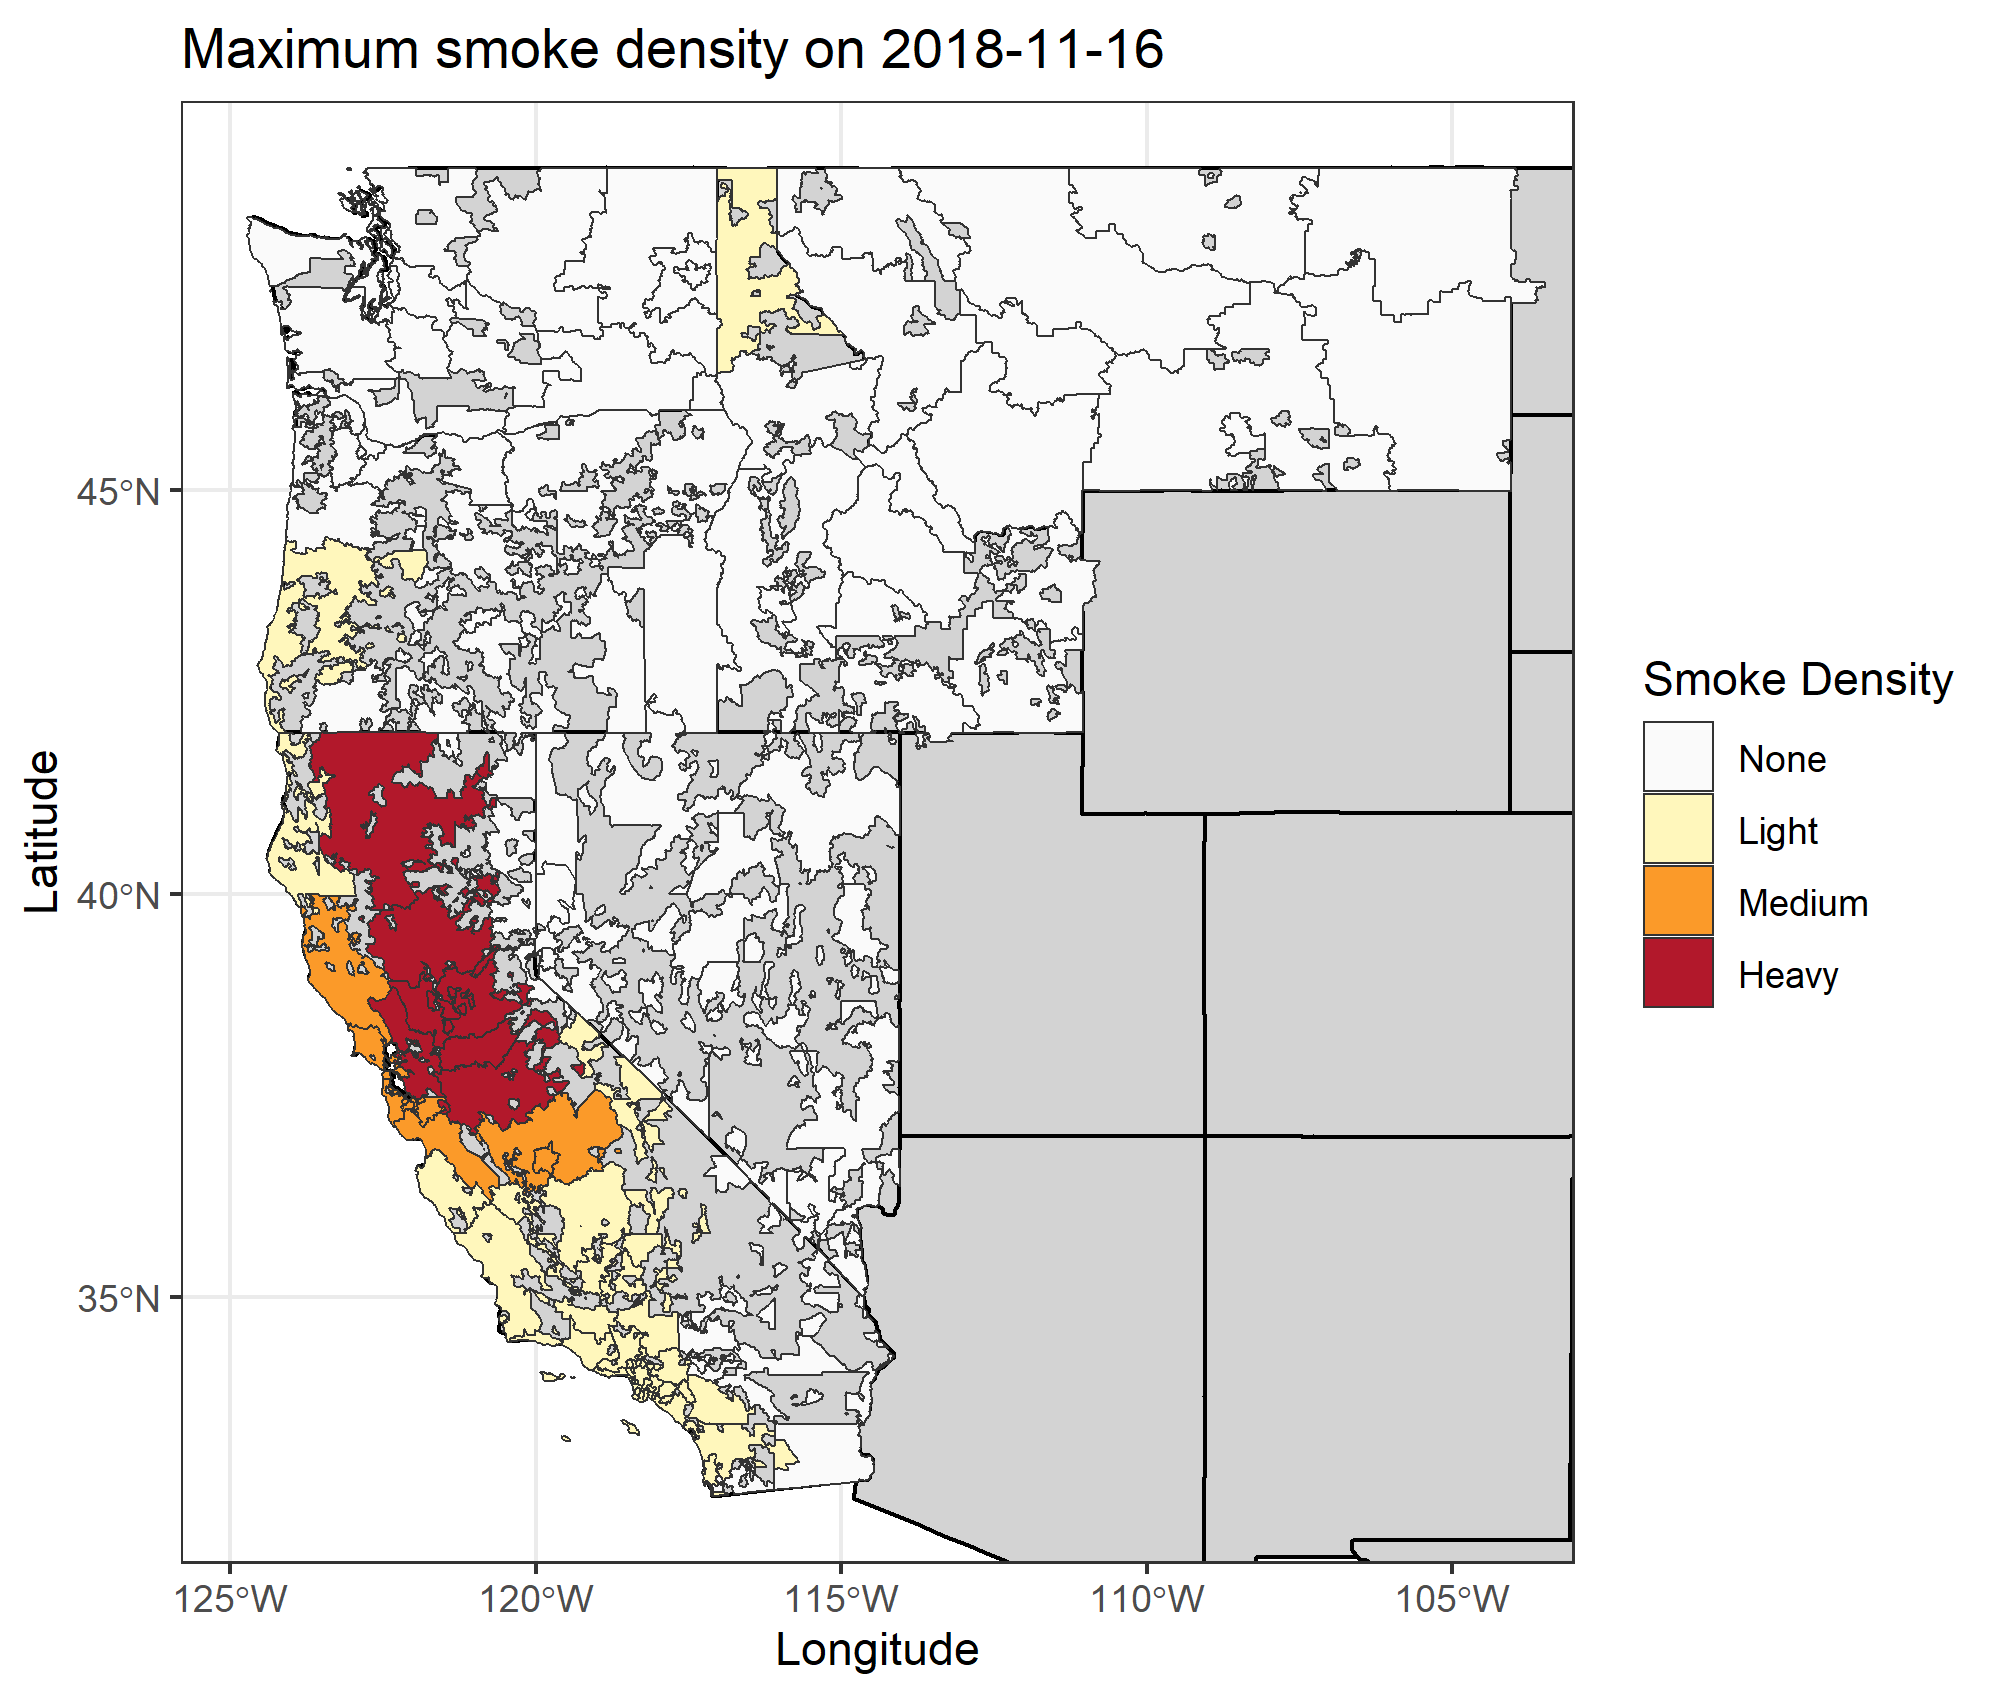 Maximum smoke density on 2018-11-16
45°N
40°N
35°N
Latitude
125°W
120°W
115°W
110°W
105°W
Longitude
Smoke Density
None
Light
Medium
Heavy